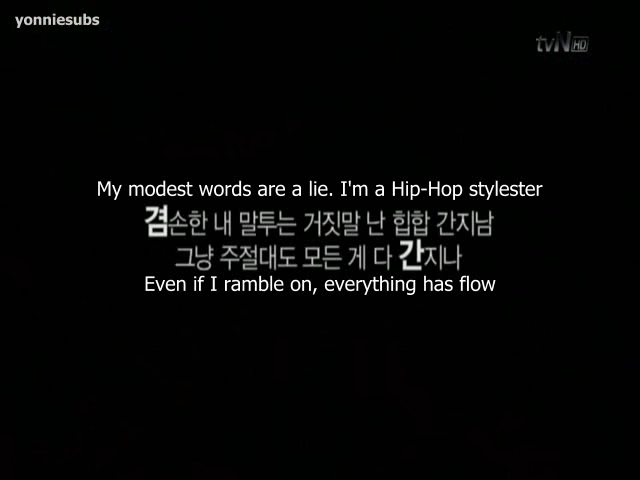 yonniesubs
tvN HD
My modest words are a lie. I'm a Hip-Hop stylester
겸손한 내 말투는 거짓말 난 힙합 간지남
그냥 주절대도 모든 게 다 간지나
Even if I ramble on, everything has flow